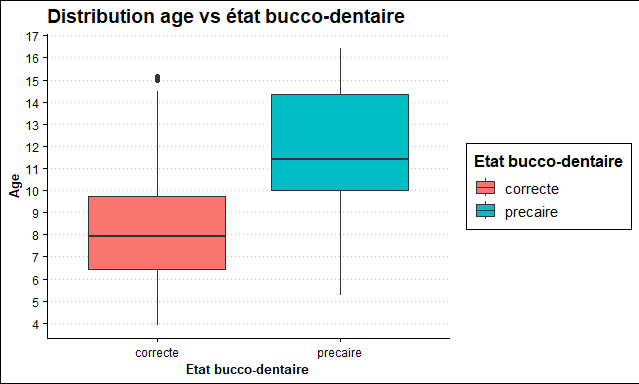 Distribution age vs état bucco-dentaire
17
16
15
14
13
12
11
10
9
8
7
6
5
4
Age
correcte
precaire
Etat bucco-dentaire
Etat bucco-dentaire
correcte
precaire